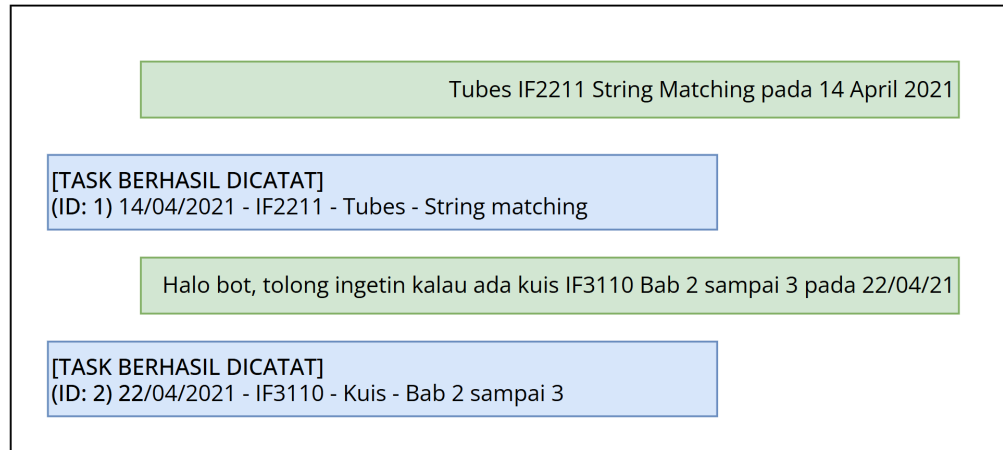 Tubes IF2211 String Matching pada 14 April 2021
[TASK BERHASIL DICATAT]
(ID: 1) 14/04/2021 - IF2211 - Tubes - String matching
Halo bot, tolong ingetin kalau ada kuis IF3110 Bab 2 sampai 3 pada 22/04/21
[TASK BERHASIL DICATAT]
(ID: 2) 22/04/2021 - IF3110 - Kuis - Bab 2 sampai 3